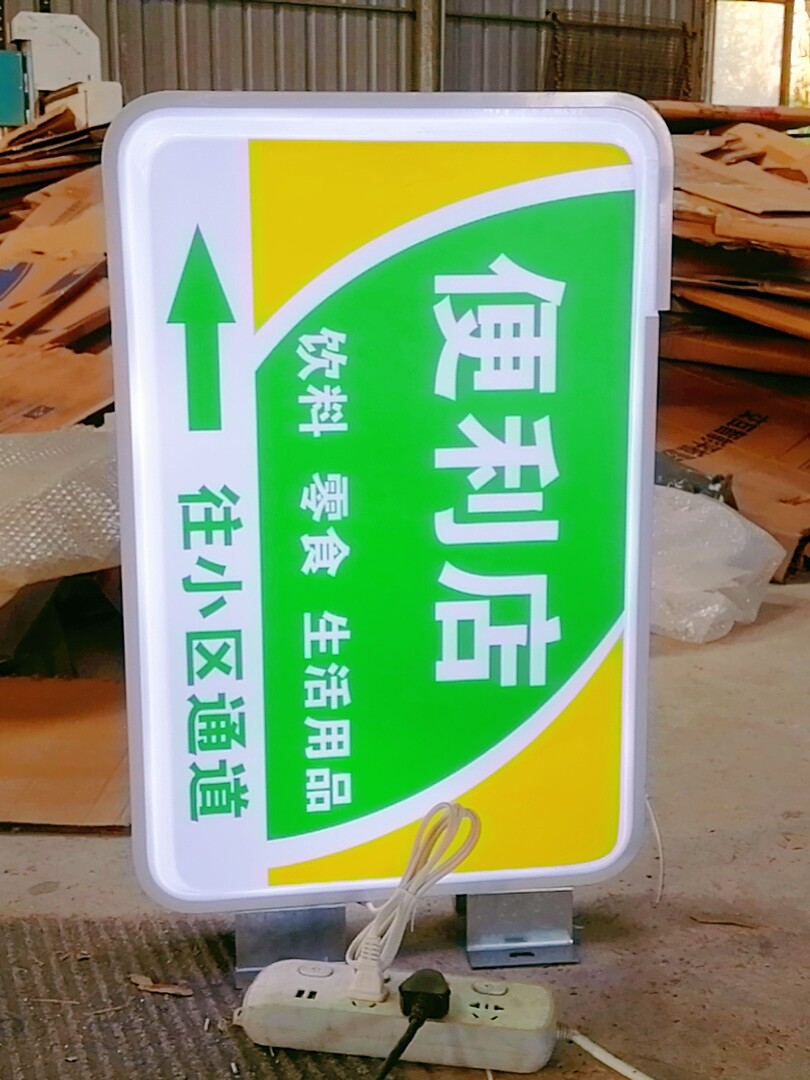 便利店
饮料 零食 生活用品
往小区通道